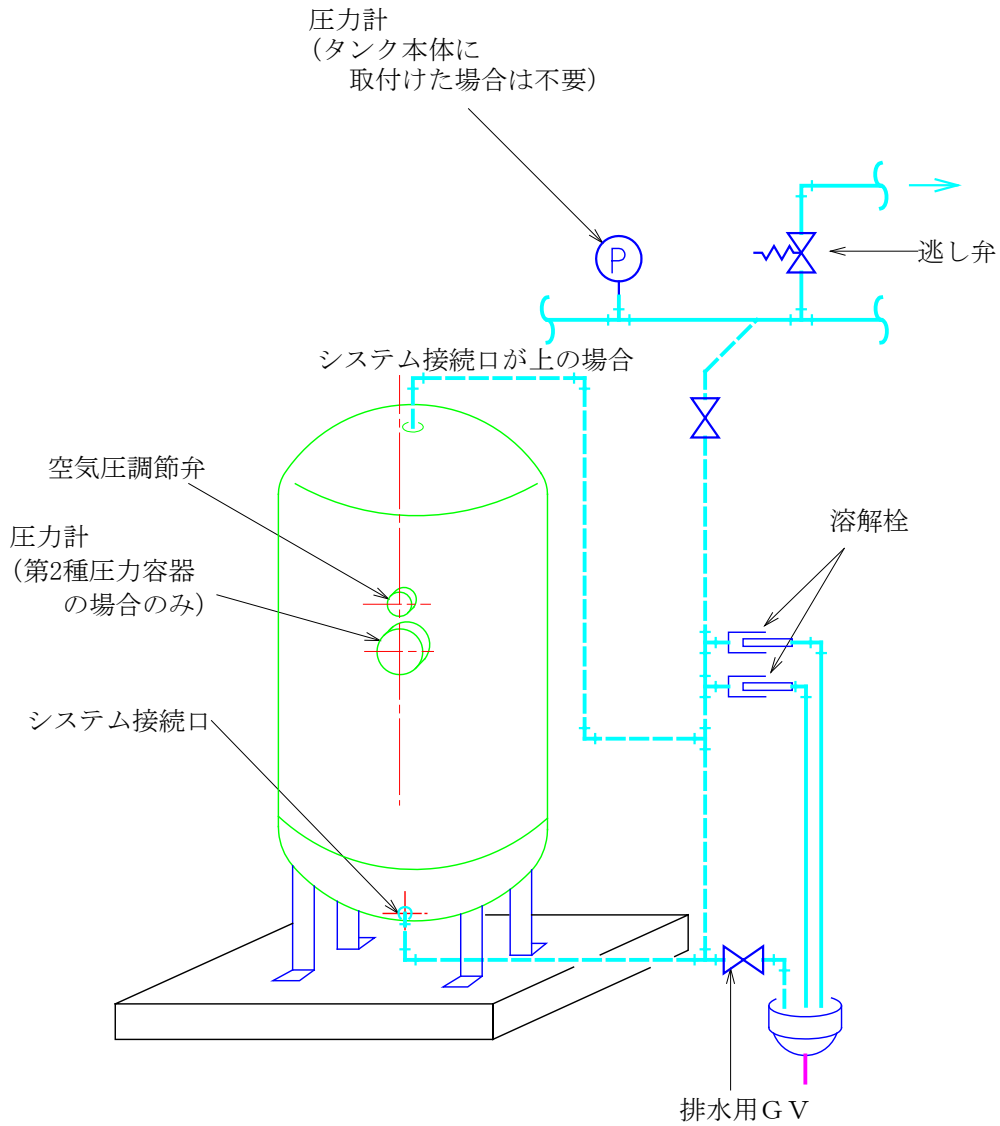 圧力計
(タンク本体に
取付けた場合は不要)
P
逃し弁
システム接続口が上の場合
空気圧調節弁
圧力計
(第2種圧力容器
の場合のみ)
溶解栓
システム接続口
排水用ＧＶ